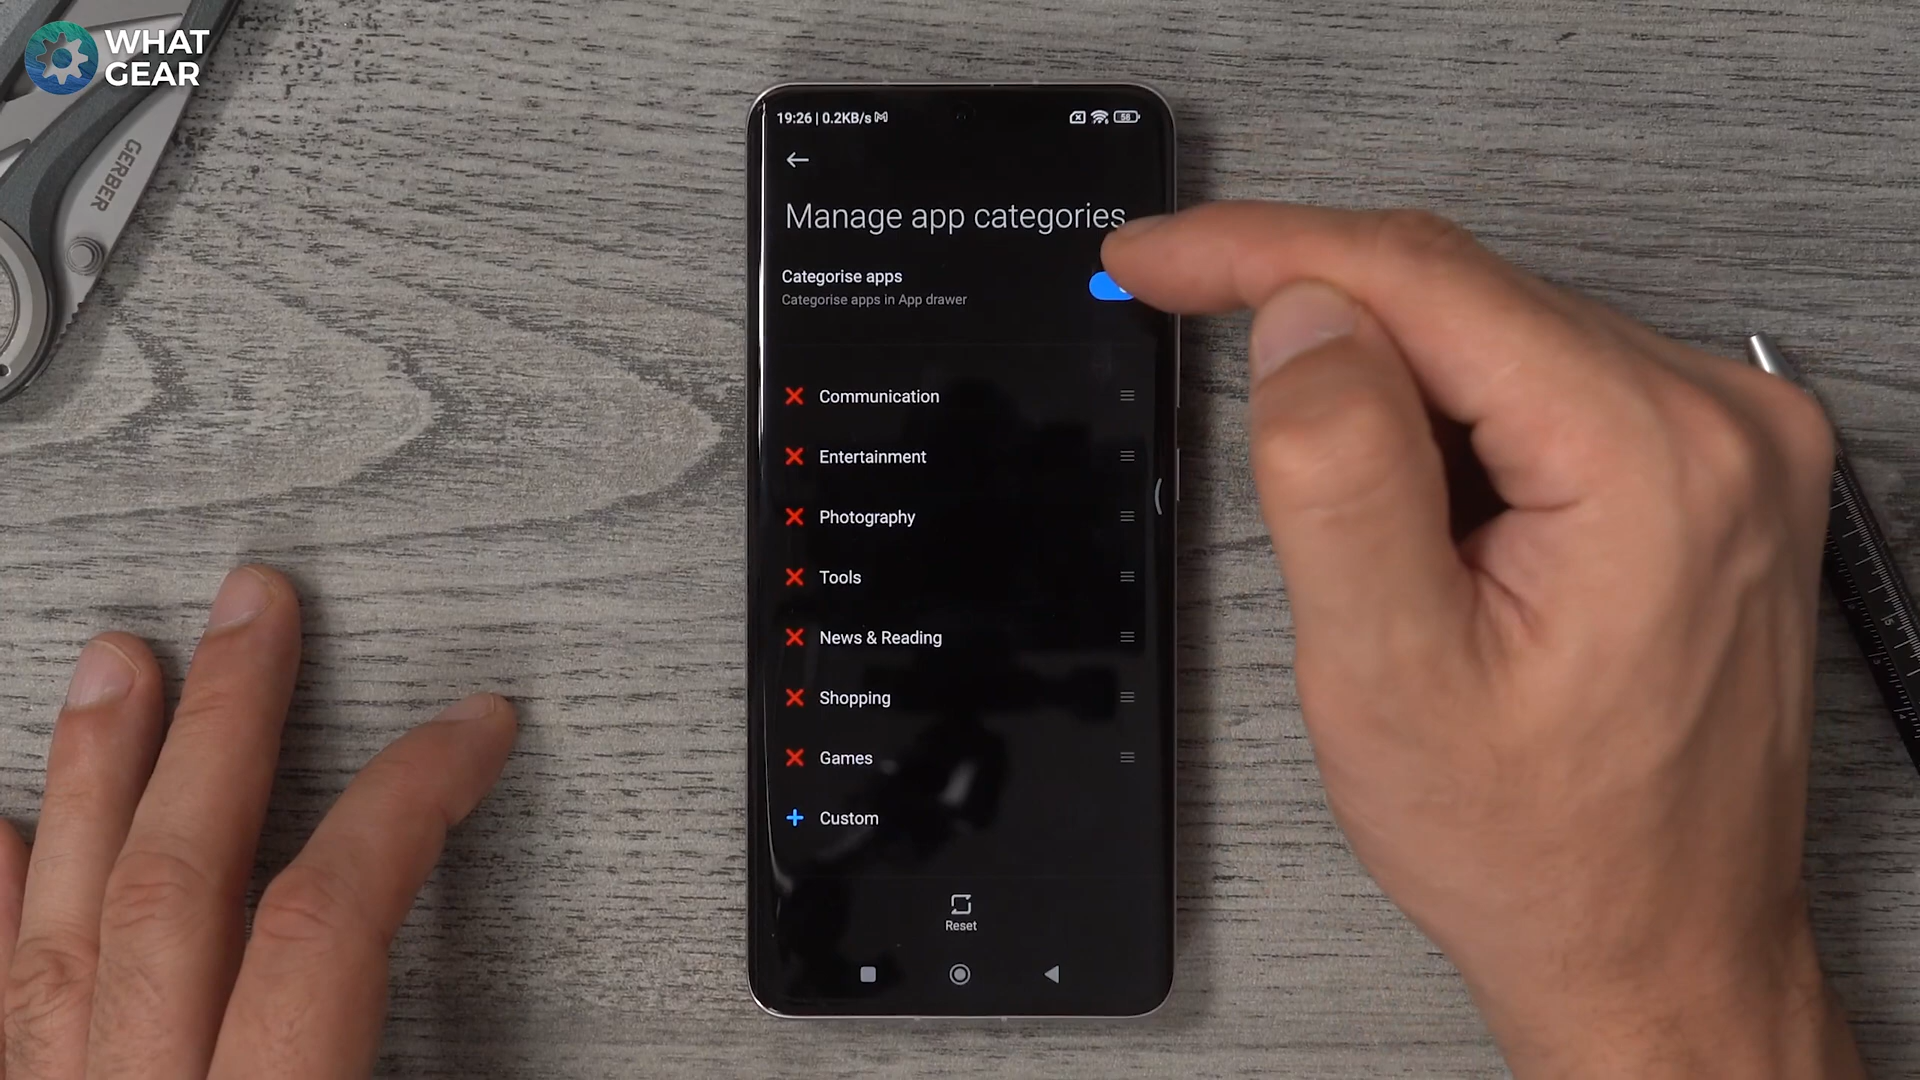 WHAT
GEAR
GERBER
19:26 | 0.2KB/s
58
Manage app categories
Categorise apps
Categorise apps in App drawer
Communication
Entertainment
Photography
Tools
News & Reading
Shopping
Games
Custom
Reset